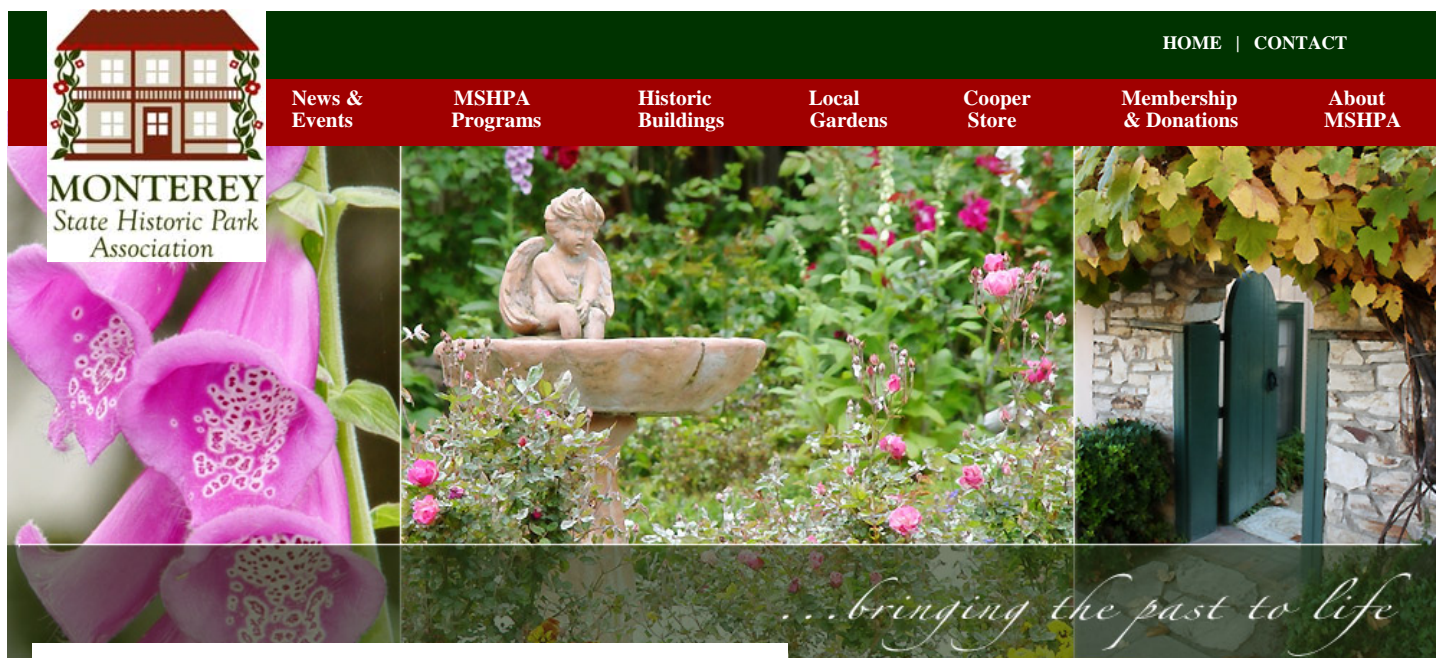 HOME | CONTACT
News & Events
MSHPA Programs
Historic Buildings
Local Gardens
Cooper Store
Membership & Donations
About MSHPA
MONTEREY
State Historic Park
Association
...bringing the past to life